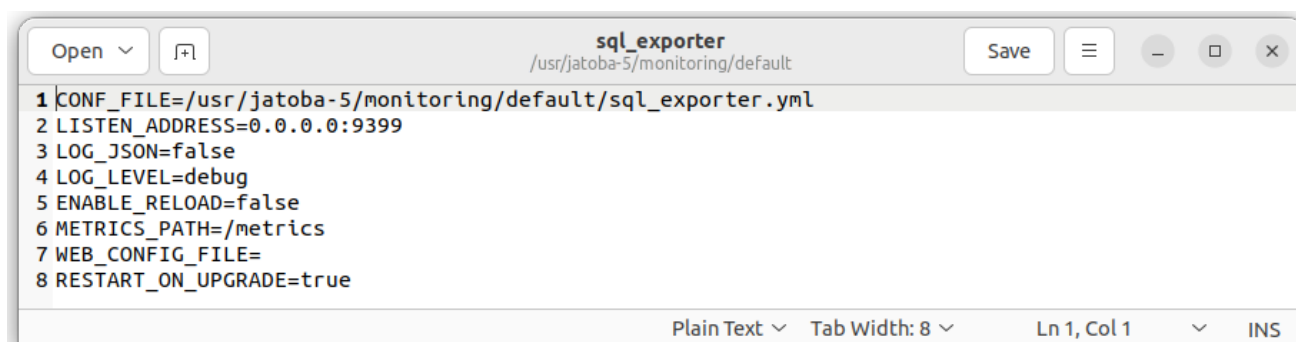 Open
sql_exporter
/usr/jatoba-5/monitoring/default
Save
1 CONF_FILE=/usr/jatoba-5/monitoring/default/sql_exporter.yml
2 LISTEN_ADDRESS=0.0.0.0:9399
3 LOG_JSON=false
4 LOG_LEVEL=debug
5 ENABLE_RELOAD=false
6 METRICS_PATH=/metrics
7 WEB_CONFIG_FILE=
8 RESTART_ON_UPGRADE=true
Plain Text Tab Width: 8 Ln 1, Col 1 INS